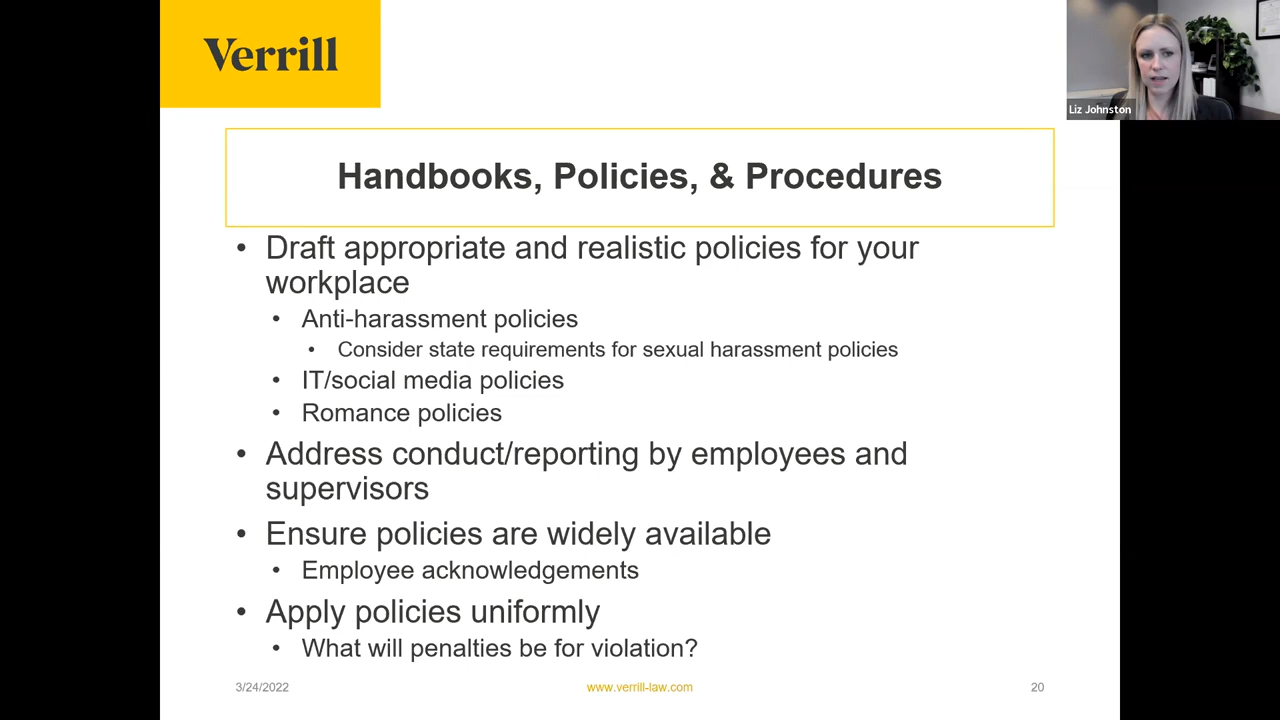 Verrill
Liz Johnston
Handbooks, Policies, & Procedures
• Draft appropriate and realistic policies for your
workplace
• Anti-harassment policies
• Consider state requirements for sexual harassment policies
• IT/social media policies
• Romance policies
• Address conduct/reporting by employees and
supervisors
• Ensure policies are widely available
• Employee acknowledgements
• Apply policies uniformly
• What will penalties be for violation?
3/24/2022
www.verrill-law.com
20